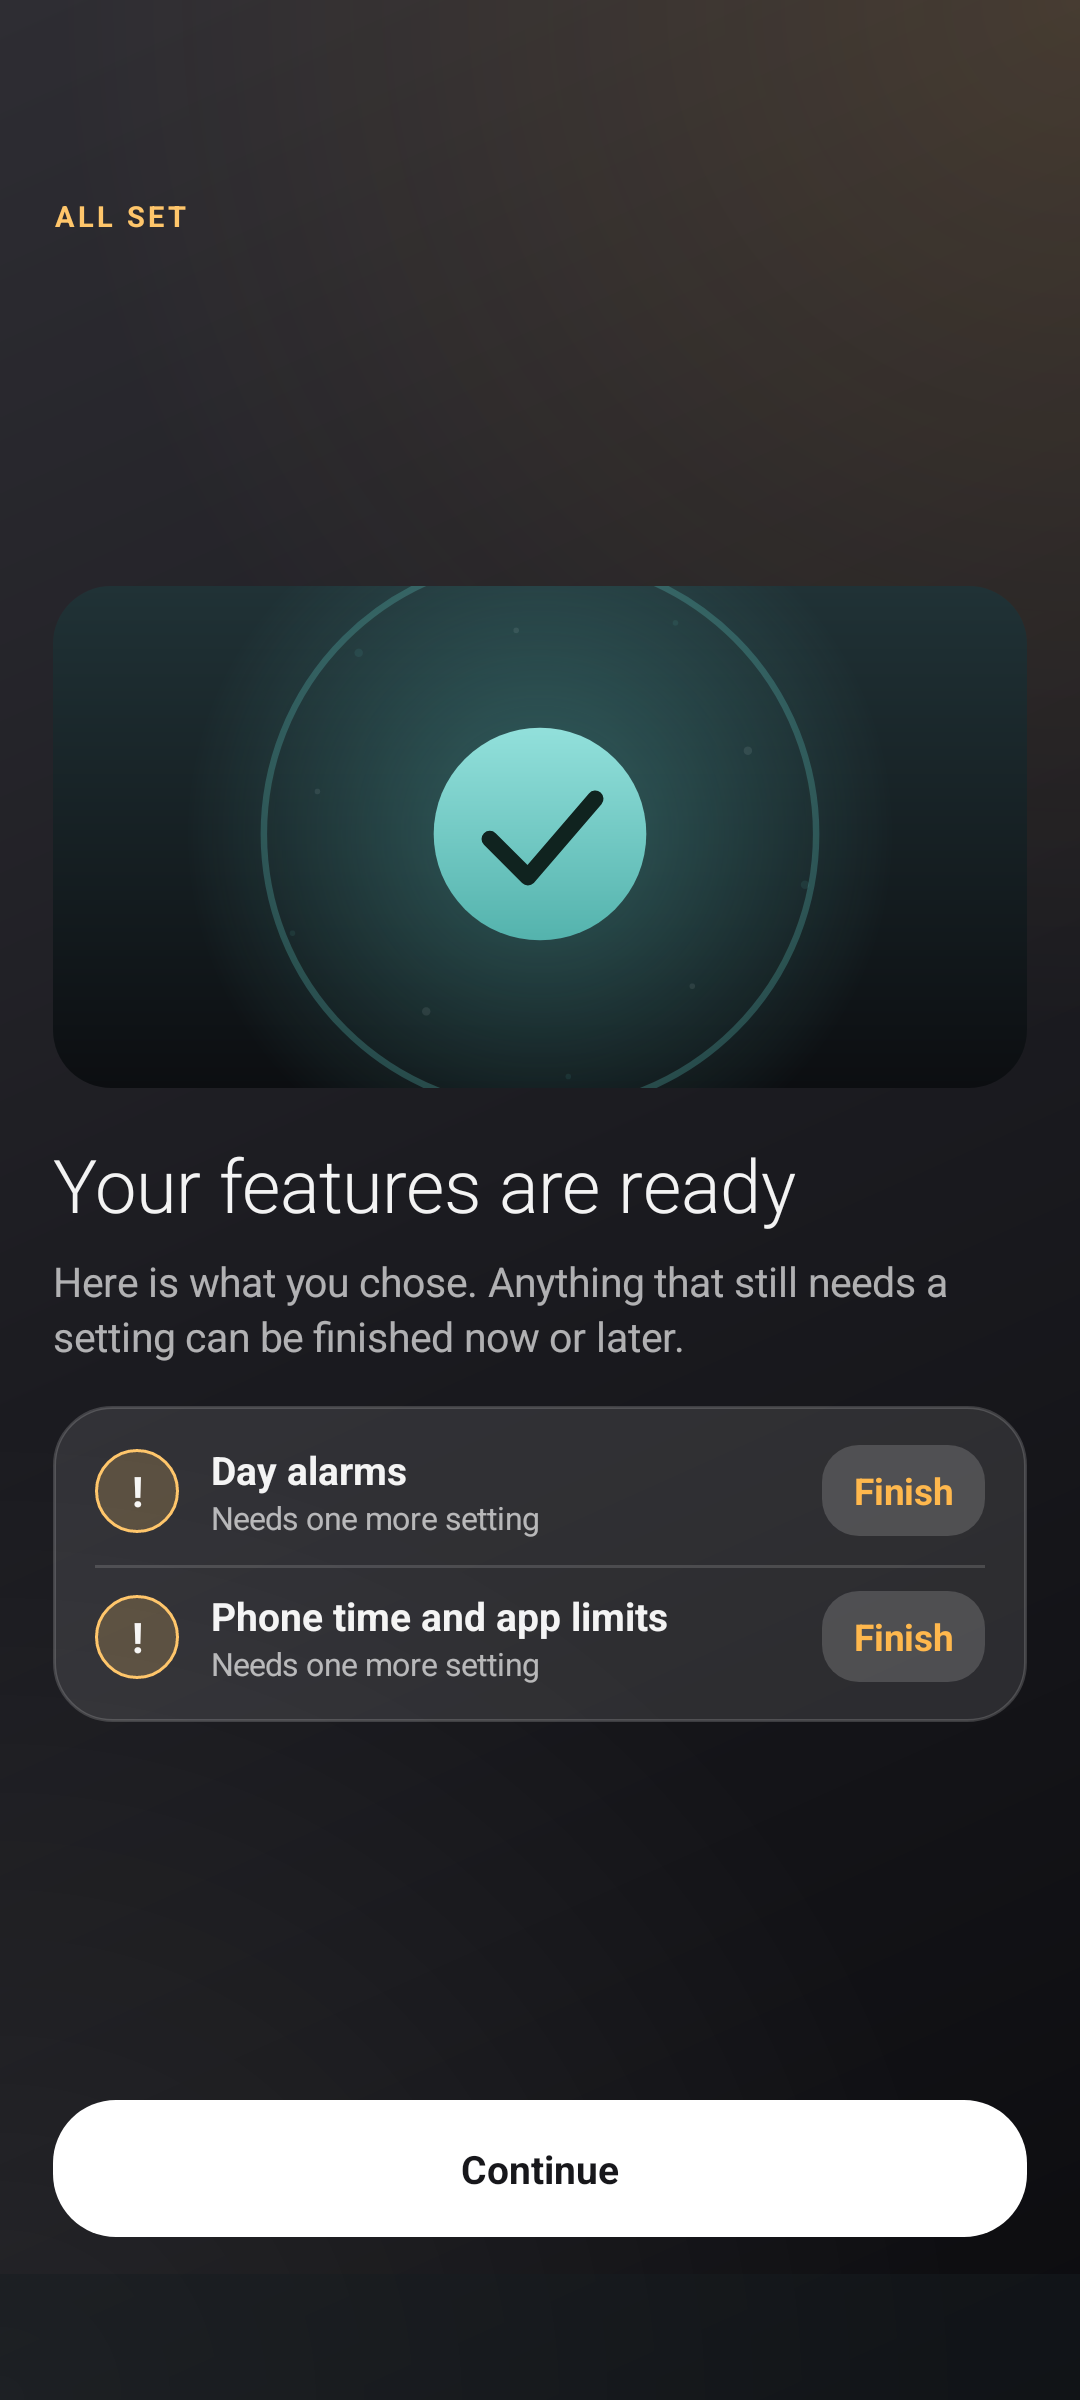 ALL SET
Your features are ready
Here is what you chose. Anything that still needs a
setting can be finished now or later.
!
Day alarms
Needs one more setting
Finish
!
Phone time and app limits
Needs one more setting
Finish
Continue